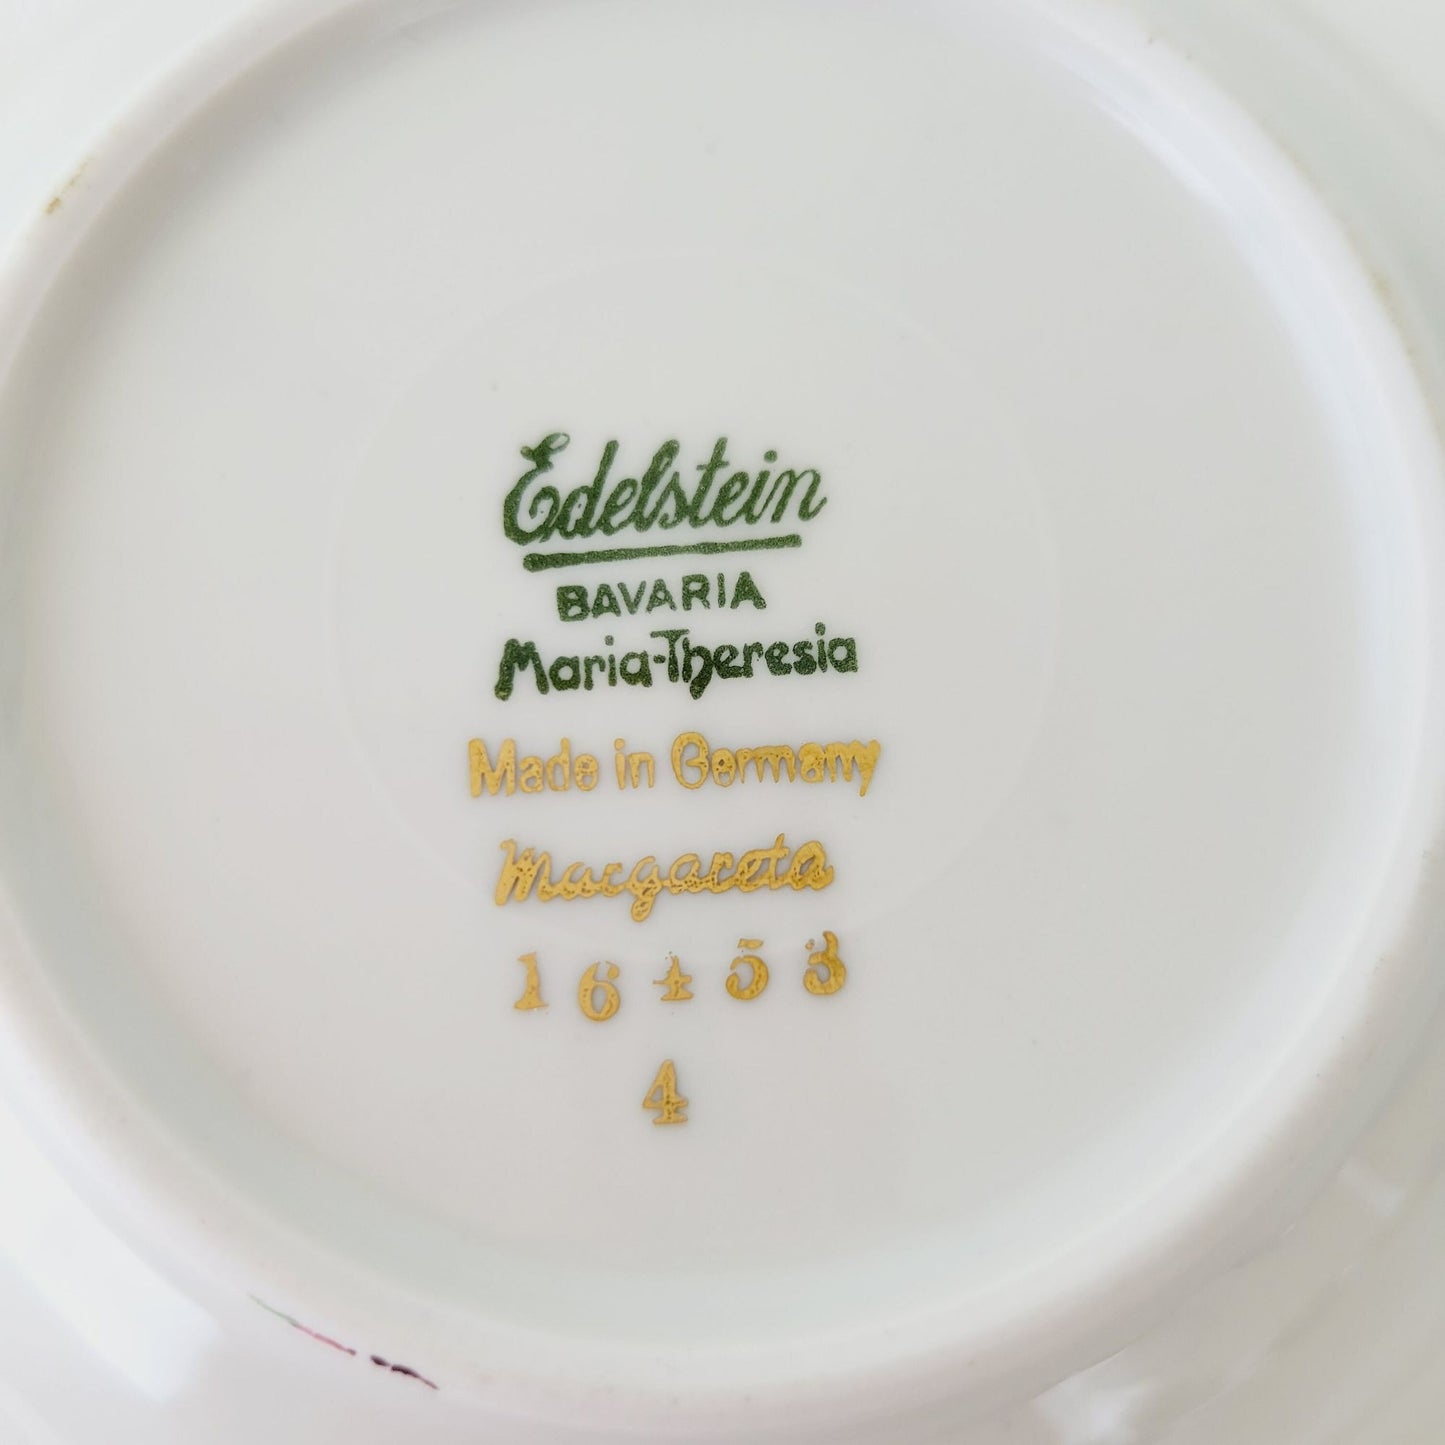 Edelstein
BAVARIA
Maria-Theresia
Made in Germany
Margareta
16453
4